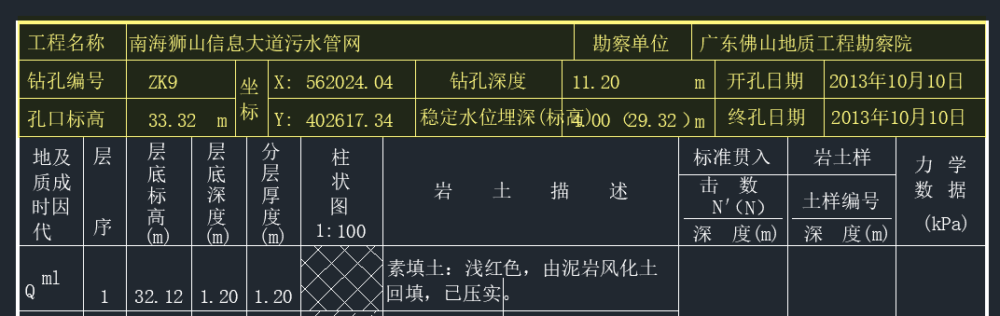 工程名称 南海狮山信息大道污水管网 勘察单位 广东佛山地质工程勘察院
钻孔编号 ZK9 坐标 X: 562024.04 钻孔深度 11.20 m 开孔日期 2013年10月10日
孔口标高 33.32 m Y: 402617.34 稳定水位埋深(标高) 4.00 (29.32)m 终孔日期 2013年10月10日
地及质成时因代 层序 层底标高(m) 层底深度(m) 分层厚度(m) 柱状图 1:100 岩土描述 标准贯入 岩土样 力学数据 (kPa)
击数 N′(N) 土样编号
深度(m) 深度(m)
素填土：浅红色，由泥岩风化土
Q ml 1 32.12 1.20 1.20 回填，已压实。